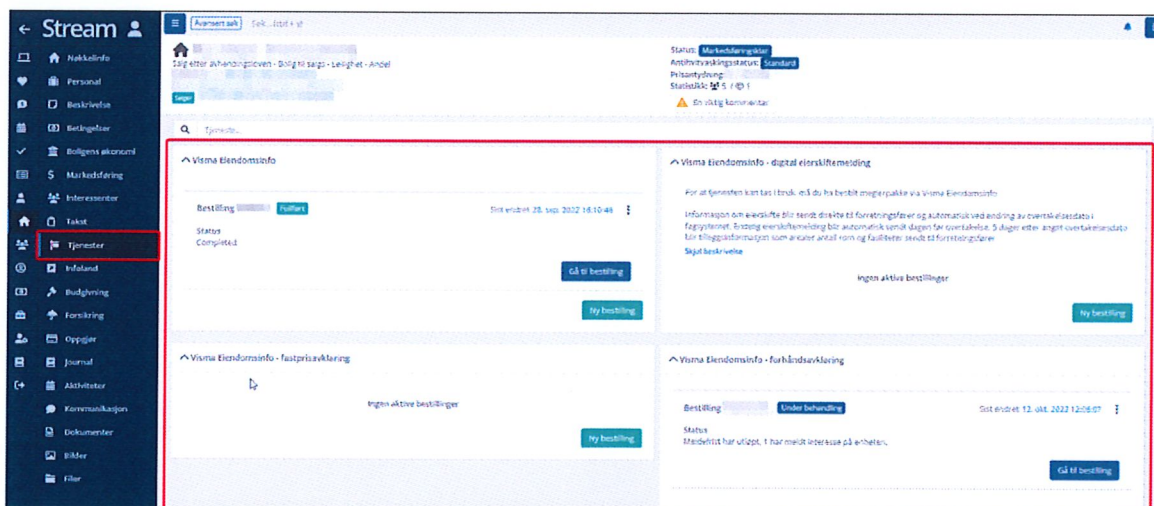 Stream
Avansert søk
Nøkkelinfo
Personal
Beskrivelse
Betingelser
Boligens økonomi
Markedsføring
Interessenter
Takst
Tjenester
Infoland
Budgivning
Forsikring
Oppgjør
Journal
Aktiviteter
Kommunikasjon
Dokumenter
Bilder
Filer
Salg etter avhendingsloven - Bolig til salgs - Leilighet - Andel
Selger
Status: Markedsføringsklar
Antihvitvaskingsstatus: Standard
Prisantydning:
Statistikk: 5 / 1
En viktig kommentar
Tjeneste...
Visma Eiendomsinfo
Bestilling Fullført Sist endret 28. sep. 2022 16:10:46
Status
Completed
Gå til bestilling
Ny bestilling
Visma Eiendomsinfo - digital eierskiftemelding
For at tjenesten kan tas i bruk, må du ha bestilt meglerpakke via Visma Eiendomsinfo
Informasjon om eierskifte blir sendt direkte til forretningsfører og automatisk ved endring av overtakelsesdato i
fagsystemet. Endelig eierskiftemelding blir automatisk sendt dagen før overtakelse. 5 dager etter angitt overtakelsesdato
blir tilleggsinformasjon som antall rom og fasiliteter sendt til forretningsfører
Skjul beskrivelse
Ingen aktive bestillinger
Ny bestilling
Visma Eiendomsinfo - fastprisavklaring
Ingen aktive bestillinger
Ny bestilling
Visma Eiendomsinfo - forhåndsavklaring
Bestilling Under behandling Sist endret 12. okt. 2022 12:06:07
Status
Meldefrist har utløpt, 1 har meldt interesse på enheten.
Gå til bestilling